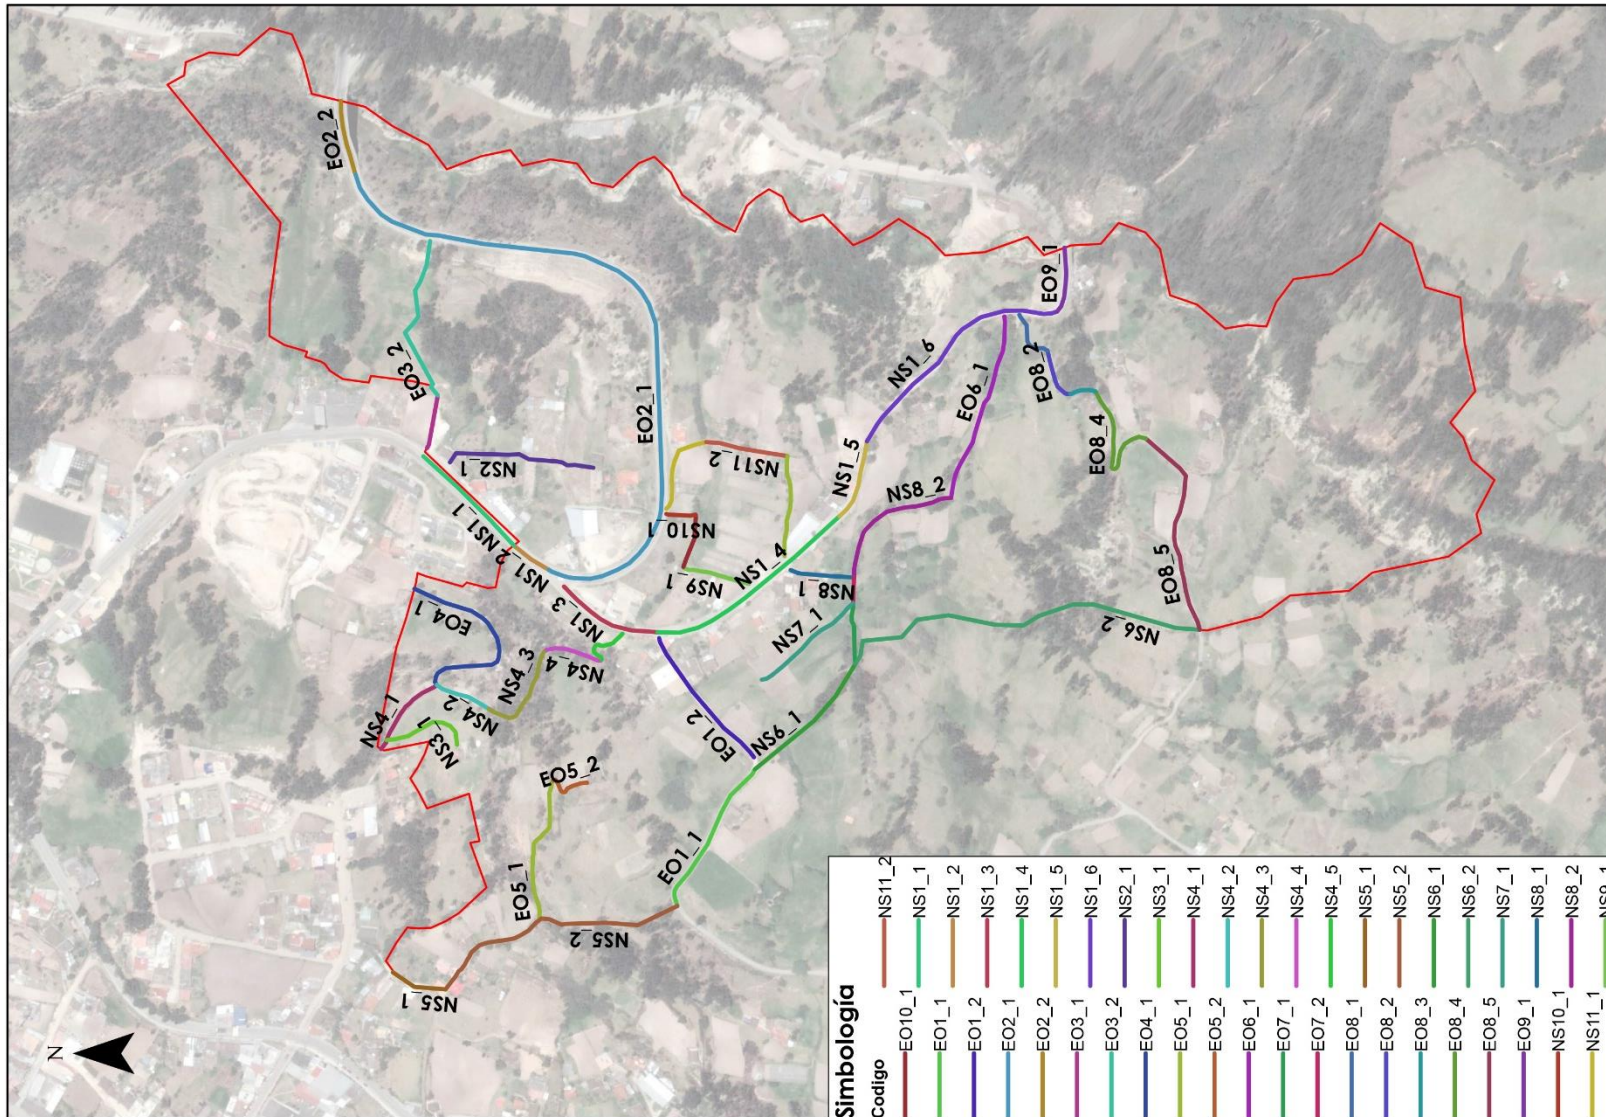 EO2_2
EO3_2
NS1_1
NS2_1
EO2_1
NS1_2
EO4_1
NS1_3
NS4_1
NS3_1
NS4_2
NS4_3
NS4_4
NS10_1
NS11_2
NS9_1
NS1_4
NS1_5
NS1_6
EO9_1
EO8_2
EO6_1
EO8_4
NS8_2
NS8_1
NS7_1
EO8_5
NS6_2
EO1_2
NS6_1
EO5_2
EO1_1
EO5_1
NS5_2
NS5_1
N
Simbología
Codigo
EO10_1
EO1_1
EO1_2
EO2_1
EO2_2
EO3_1
EO3_2
EO4_1
EO5_1
EO5_2
EO6_1
EO7_1
EO7_2
EO8_1
EO8_2
EO8_3
EO8_4
EO8_5
EO9_1
NS10_1
NS11_1
NS11_2
NS1_1
NS1_2
NS1_3
NS1_4
NS1_5
NS1_6
NS2_1
NS3_1
NS4_1
NS4_2
NS4_3
NS4_4
NS4_5
NS5_1
NS5_2
NS6_1
NS6_2
NS7_1
NS8_1
NS8_2
NS9_1